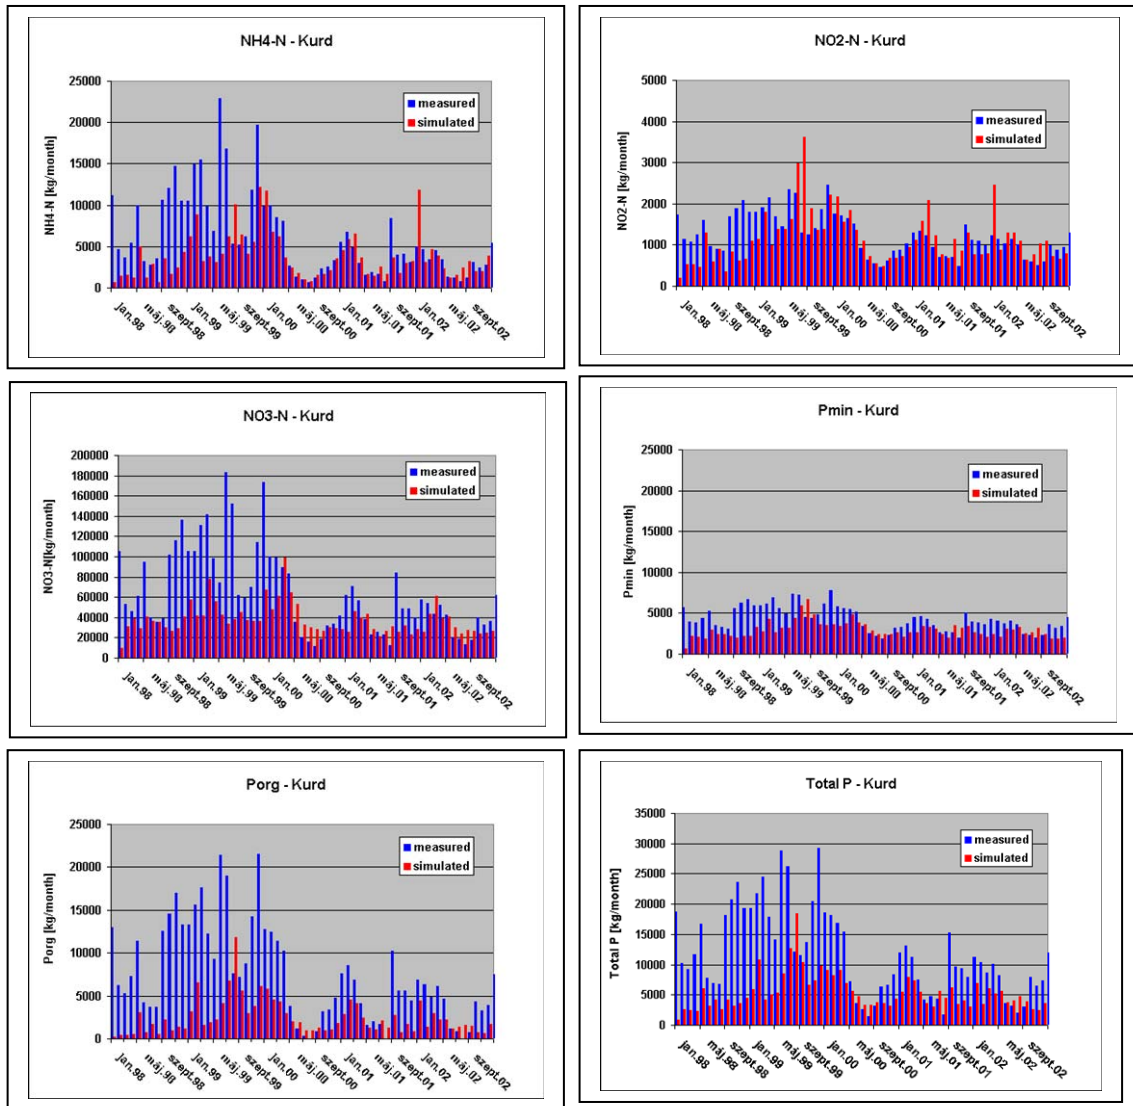 NH4-N - Kurd
NH4-N [kg/month]
25000
20000
15000
10000
5000
0
measured
simulated
jan.98
máj.98
szept.98
jan.99
máj.99
szept.99
jan.00
máj.00
szept.00
jan.01
máj.01
szept.01
jan.02
máj.02
szept.02
NO2-N - Kurd
NO2-N [kg/month]
5000
4000
3000
2000
1000
0
measured
simulated
jan.98
máj.98
szept.98
jan.99
máj.99
szept.99
jan.00
máj.00
szept.00
jan.01
máj.01
szept.01
jan.02
máj.02
szept.02
NO3-N - Kurd
NO3-N[kg/month]
200000
180000
160000
140000
120000
100000
80000
60000
40000
20000
0
measured
simulated
jan.98
máj.98
szept.98
jan.99
máj.99
szept.99
jan.00
máj.00
szept.00
jan.01
máj.01
szept.01
jan.02
máj.02
szept.02
Pmin - Kurd
Pmin [kg/month]
25000
20000
15000
10000
5000
0
measured
simulated
jan.98
máj.98
szept.98
jan.99
máj.99
szept.99
jan.00
máj.00
szept.00
jan.01
máj.01
szept.01
jan.02
máj.02
szept.02
Porg - Kurd
Porg [kg/month]
25000
20000
15000
10000
5000
0
measured
simulated
jan.98
máj.98
szept.98
jan.99
máj.99
szept.99
jan.00
máj.00
szept.00
jan.01
máj.01
szept.01
jan.02
máj.02
szept.02
Total P - Kurd
Total P [kg/month]
35000
30000
25000
20000
15000
10000
5000
0
measured
simulated
jan.98
máj.98
szept.98
jan.99
máj.99
szept.99
jan.00
máj.00
szept.00
jan.01
máj.01
szept.01
jan.02
máj.02
szept.02